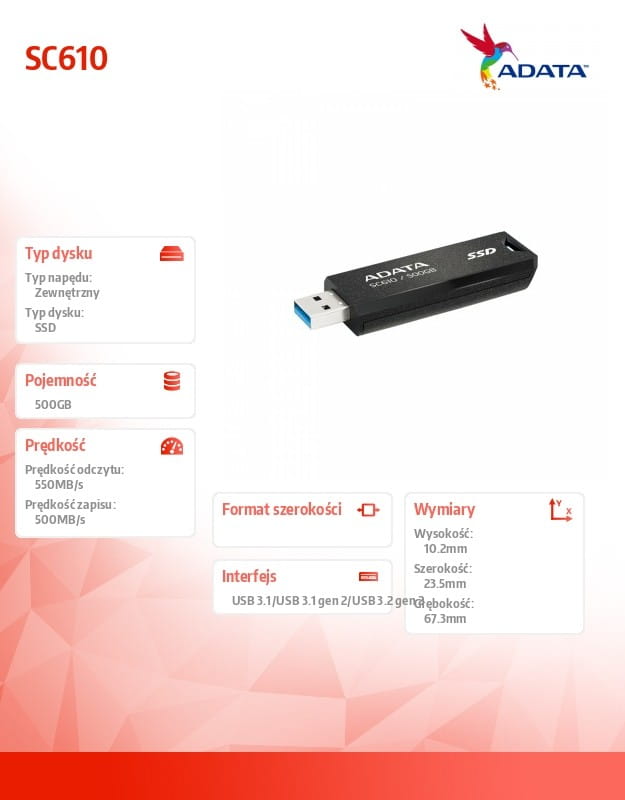 SC610
ADATA
Typ dysku
Typ napędu:
Zewnętrzny
Typ dysku:
SSD
ADATA
SC610 / 500GB
SSD
Pojemność
500GB
Prędkość
Prędkość odczytu:
550MB/s
Prędkość zapisu:
500MB/s
Format szerokości
Interfejs
USB 3.1/USB 3.1 gen 2/USB 3.2 gen 2
Wymiary
Y
X
Wysokość:
10.2mm
Szerokość:
23.5mm
Głębokość:
67.3mm